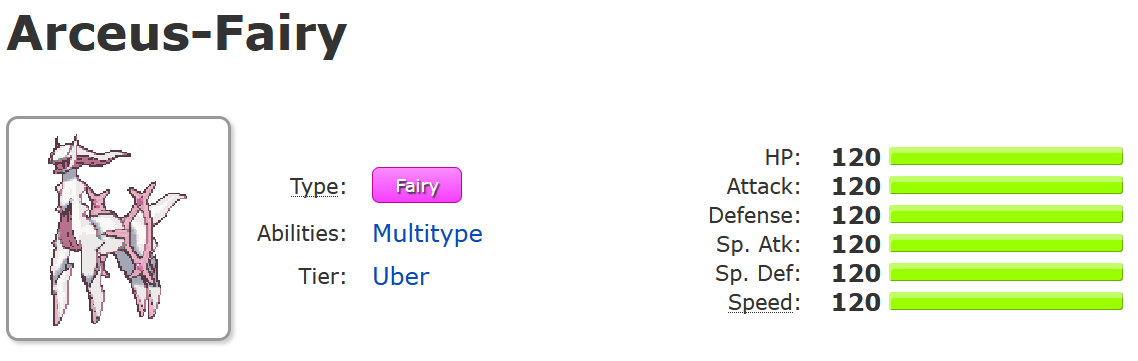 Arceus-Fairy
Type: Fairy
Abilities: Multitype
Tier: Uber
HP: 120
Attack: 120
Defense: 120
Sp. Atk: 120
Sp. Def: 120
Speed: 120